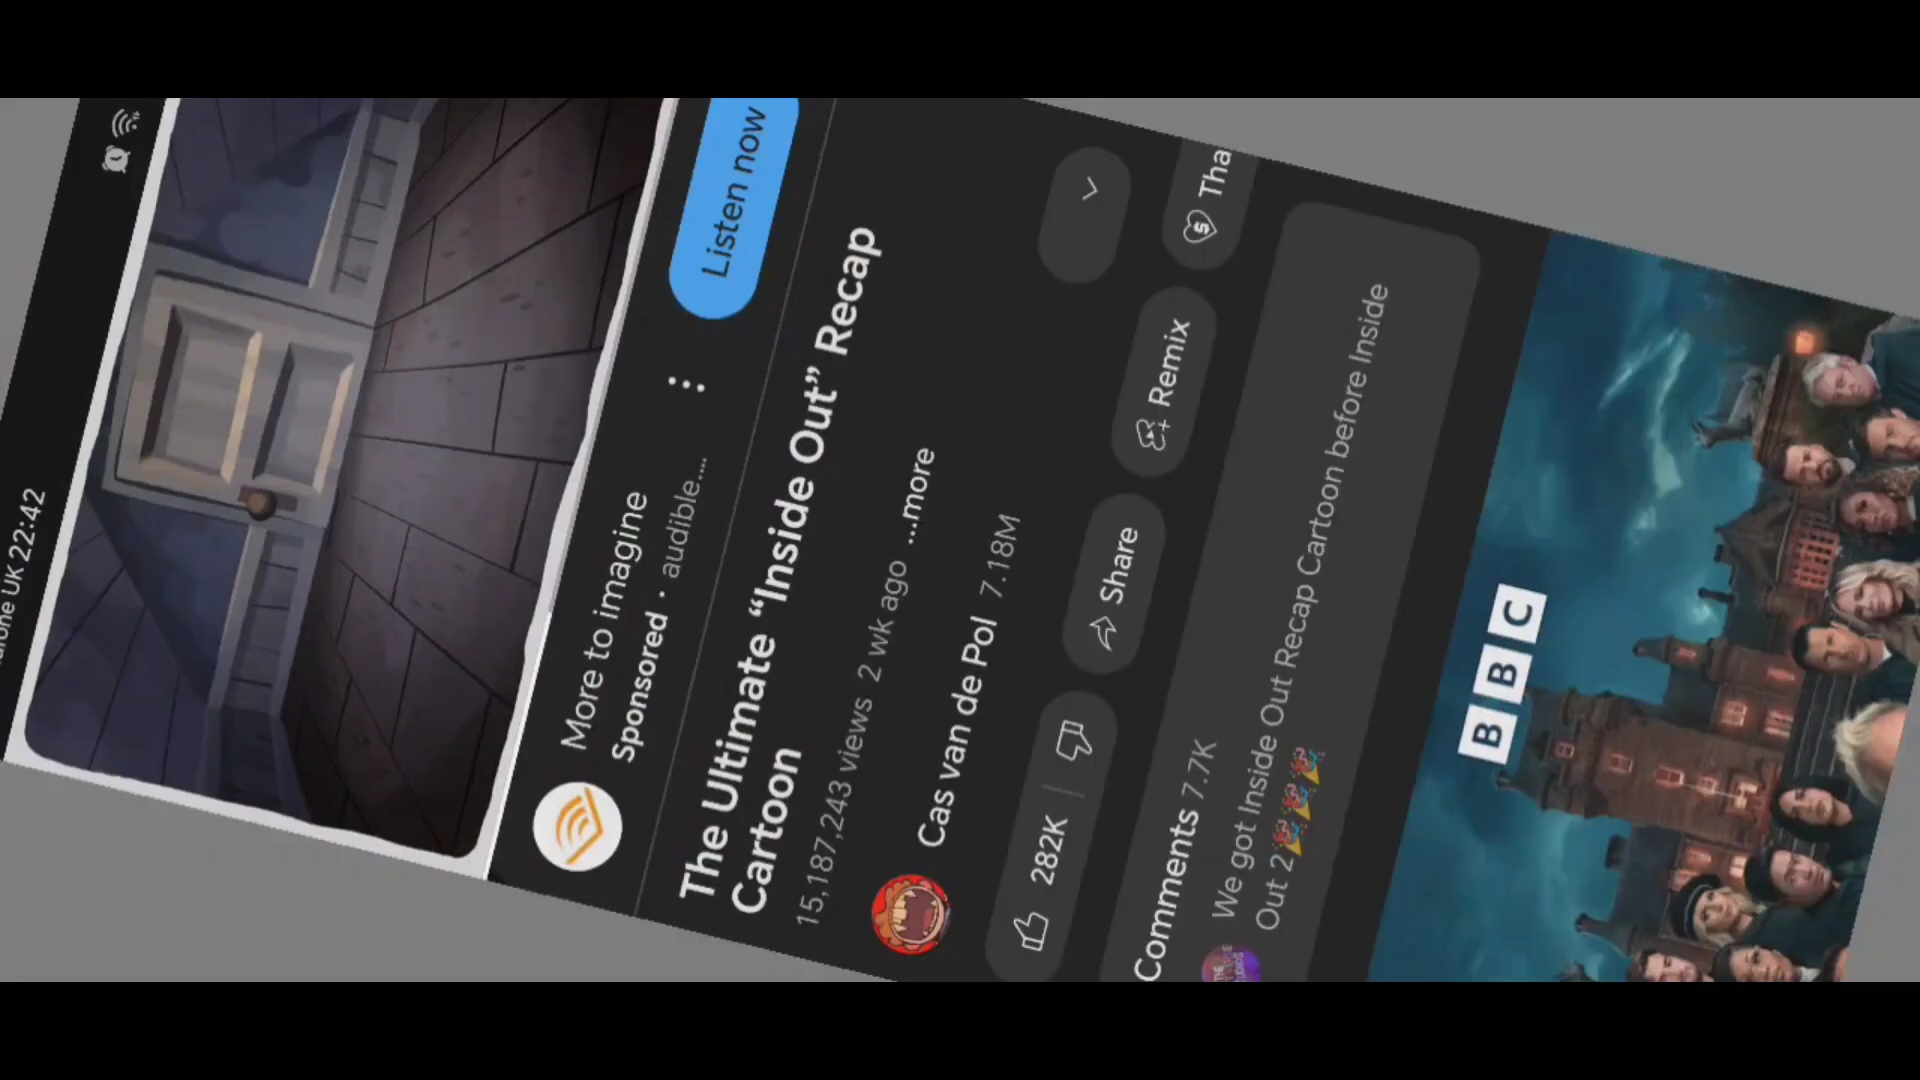 UK 22:42
Listen now
More to imagine
Sponsored · audible....
The Ultimate “Inside Out” Recap
Cartoon
15,187,243 views 2 wk ago ...more
Cas van de Pol 7.18M
282K
Share
Remix
Tha
Comments 7.7K
We got Inside Out Recap Cartoon before Inside
Out 2🎉🎉🎉
BBC